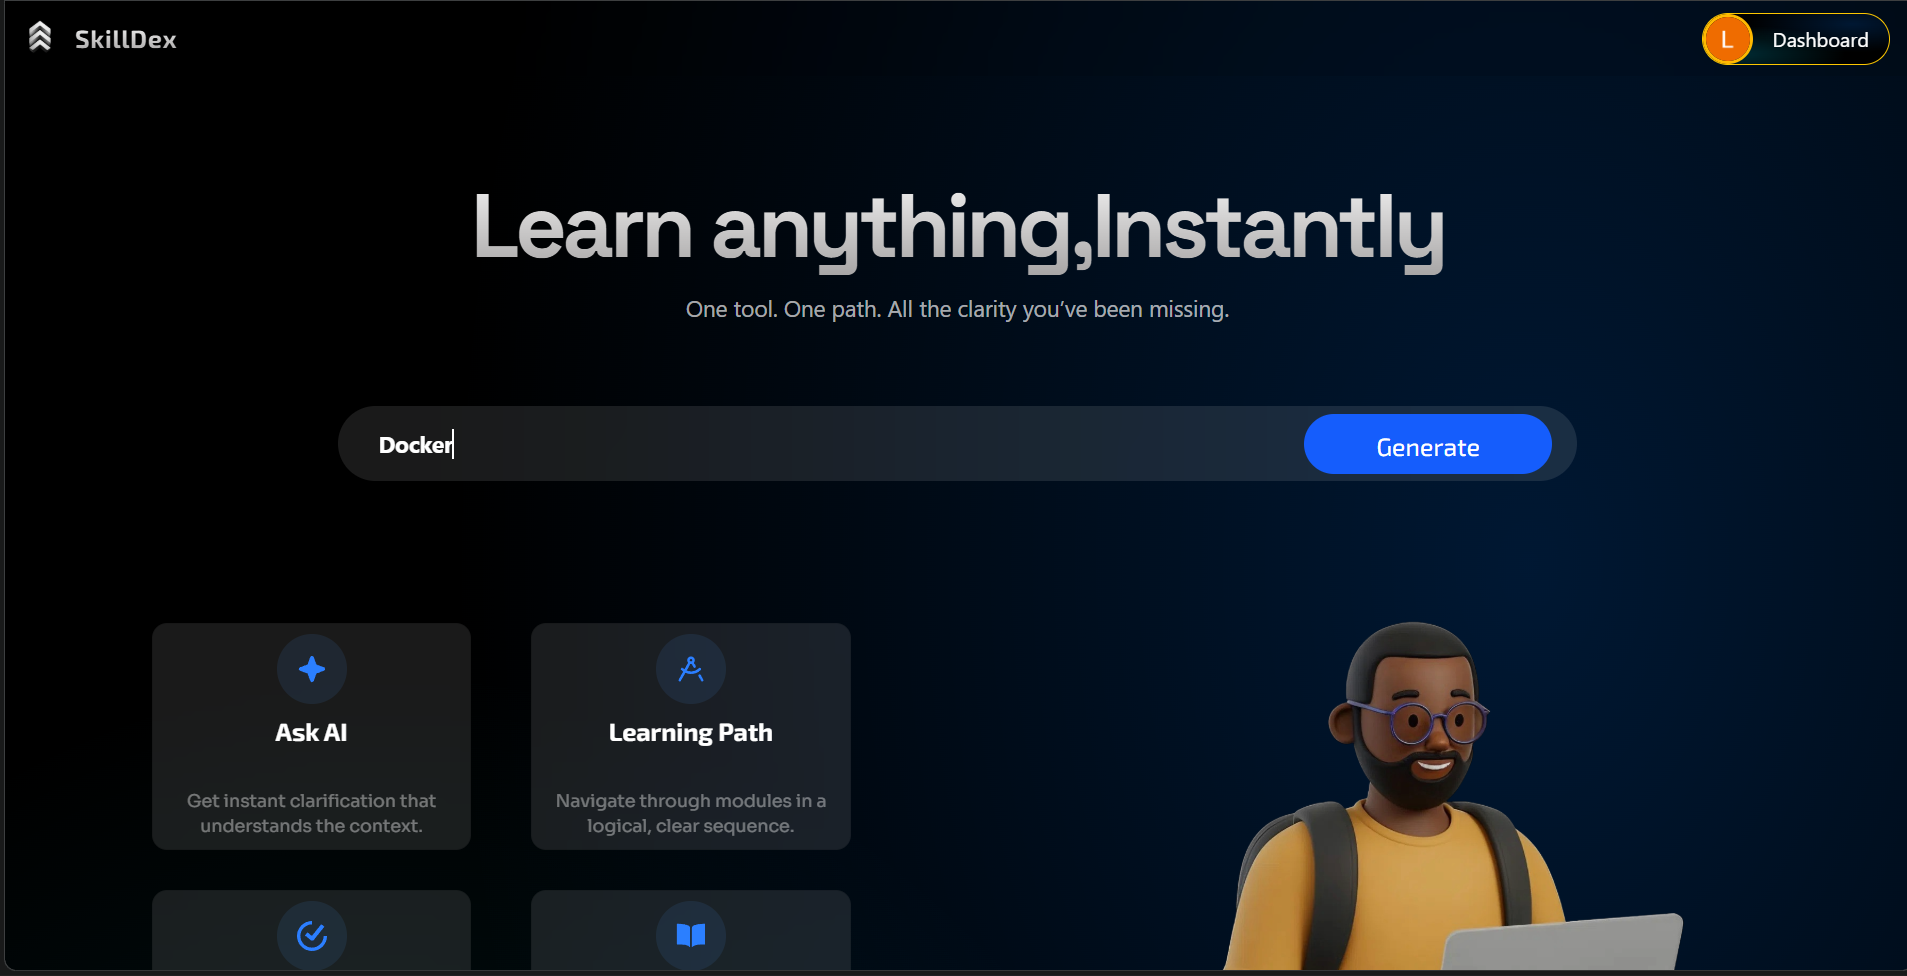 SkillDex
L
Dashboard
Learn anything,Instantly
One tool. One path. All the clarity you’ve been missing.
Docker
Generate
Ask AI
Get instant clarification that
understands the context.
Learning Path
Navigate through modules in a
logical, clear sequence.